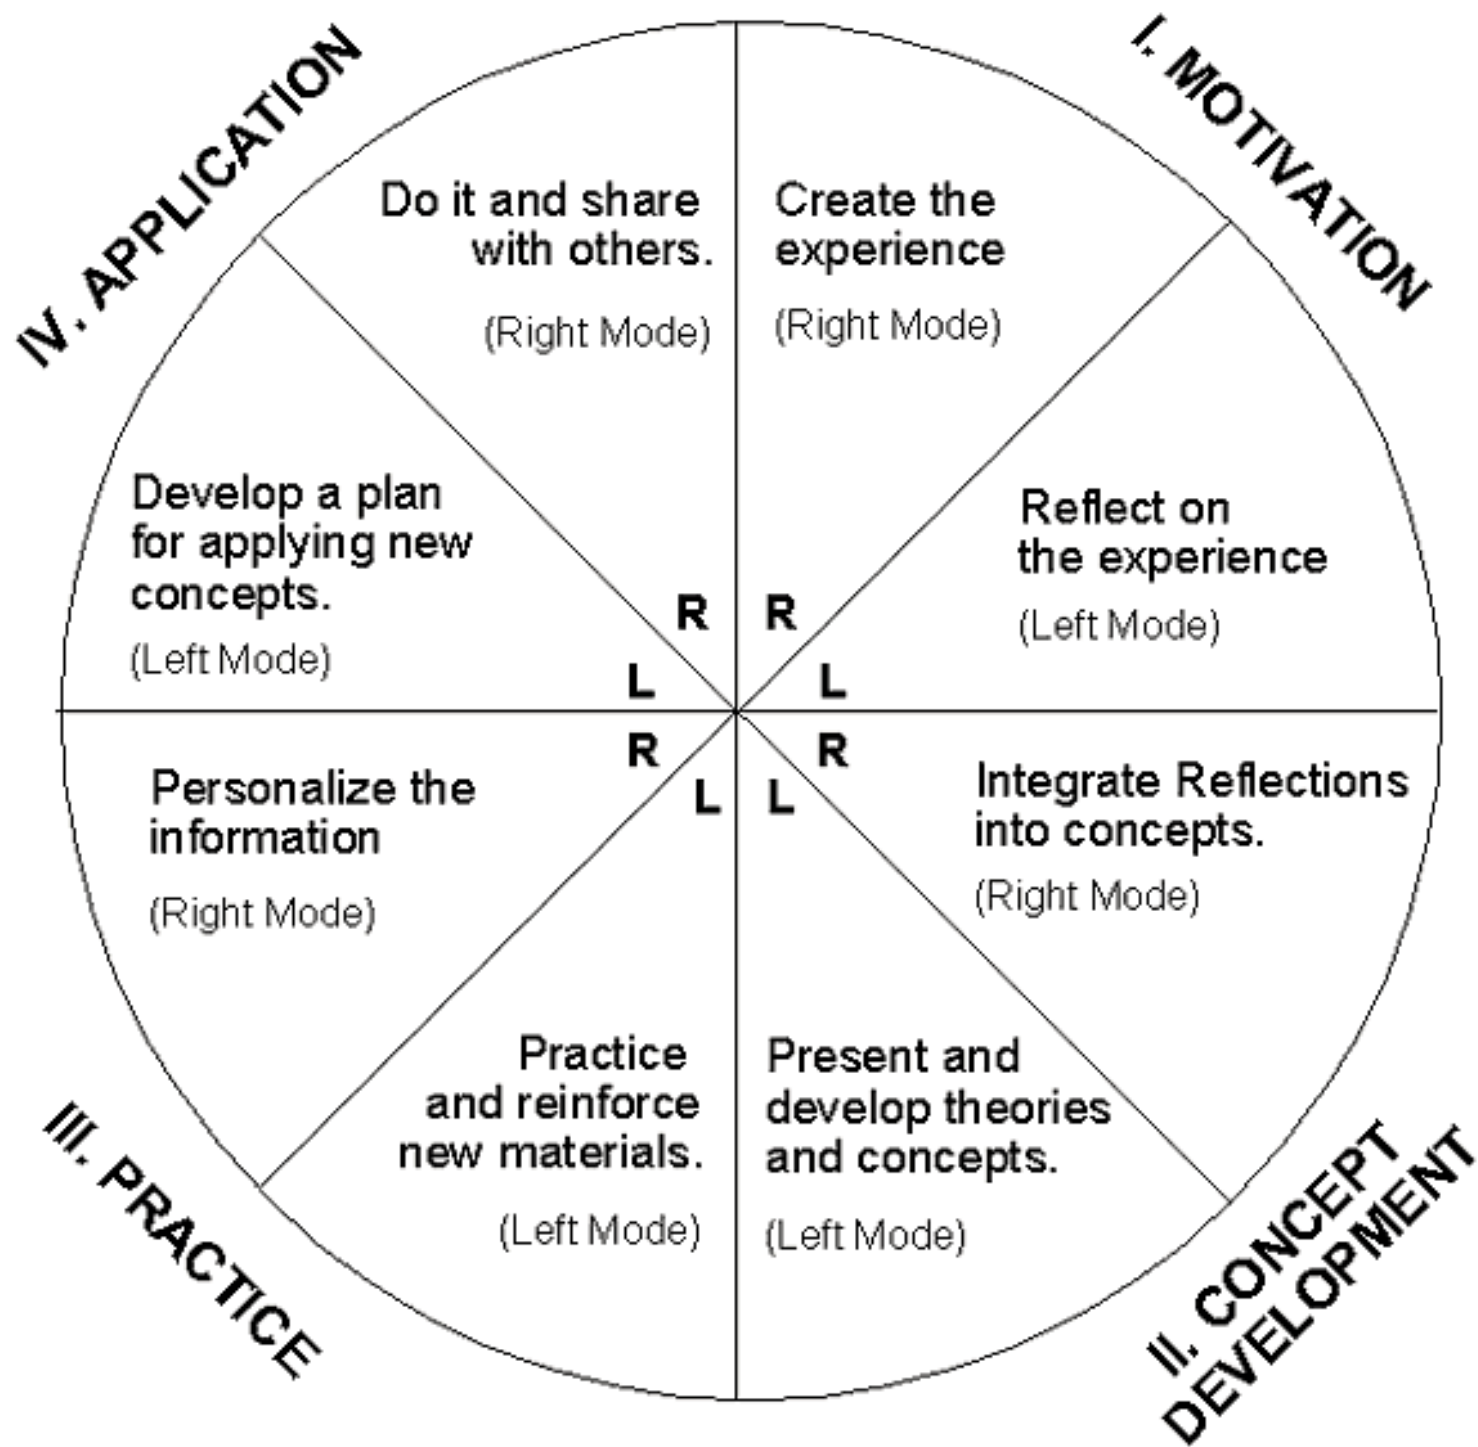 I. MOTIVATION
Create the
experience
(Right Mode)
Reflect on
the experience
(Left Mode)
II. CONCEPT
DEVELOPMENT
Integrate Reflections
into concepts.
(Right Mode)
Present and
develop theories
and concepts.
(Left Mode)
III. PRACTICE
Practice
and reinforce
new materials.
(Left Mode)
Personalize the
information
(Right Mode)
IV. APPLICATION
Develop a plan
for applying new
concepts.
(Left Mode)
Do it and share
with others.
(Right Mode)
R R
L L
R R
L L